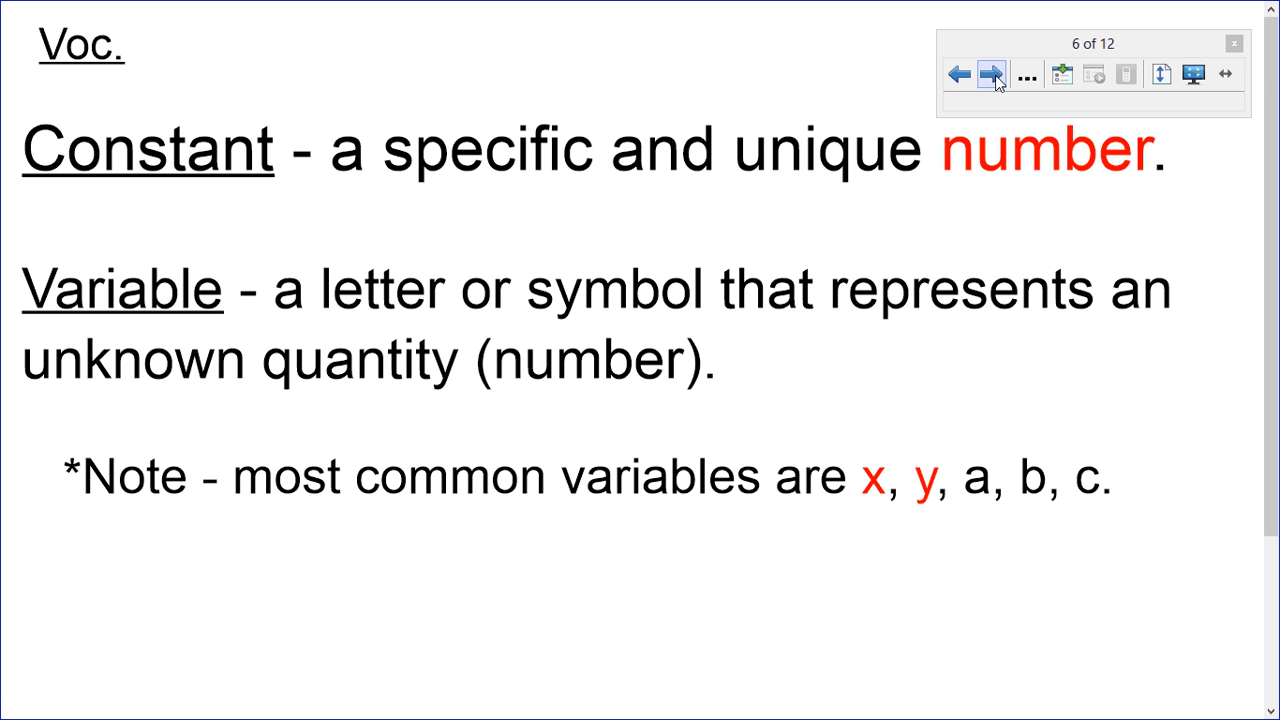 Voc.
6 of 12
Constant - a specific and unique number.
Variable - a letter or symbol that represents an
unknown quantity (number).
*Note - most common variables are x, y, a, b, c.